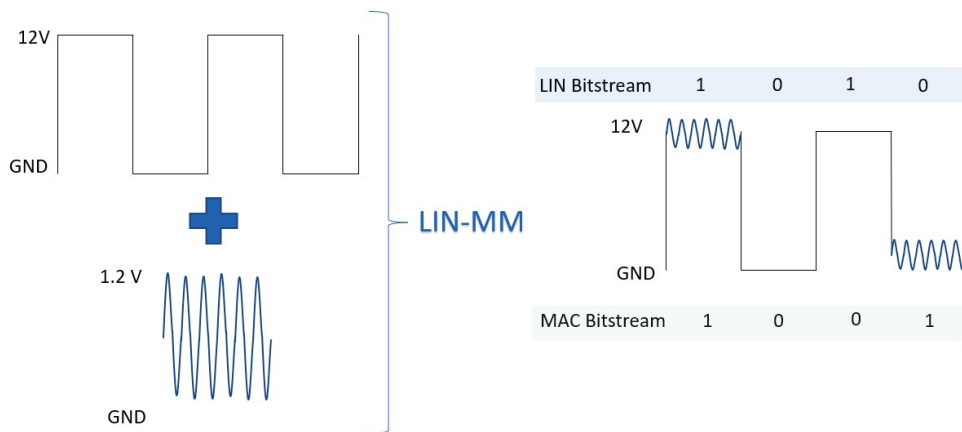 12V
GND
1.2 V
GND
LIN-MM
LIN Bitstream 1 0 1 0
12V
GND
MAC Bitstream 1 0 0 1